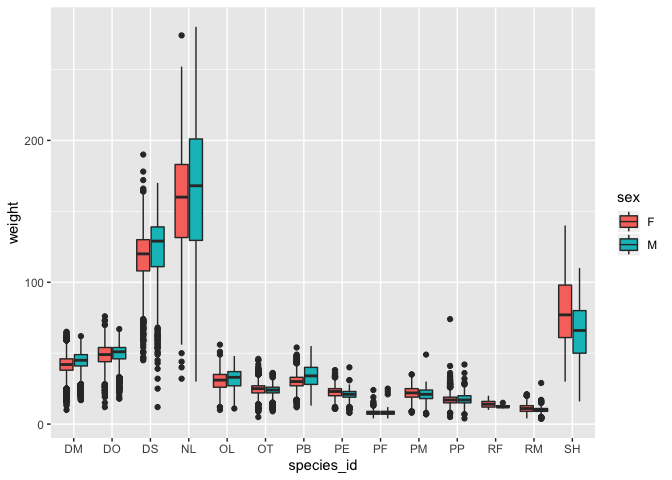 200
100
0
weight
DM DO DS NL OL OT PB PE PF PM PP RF RM SH
species_id
sex
F
M